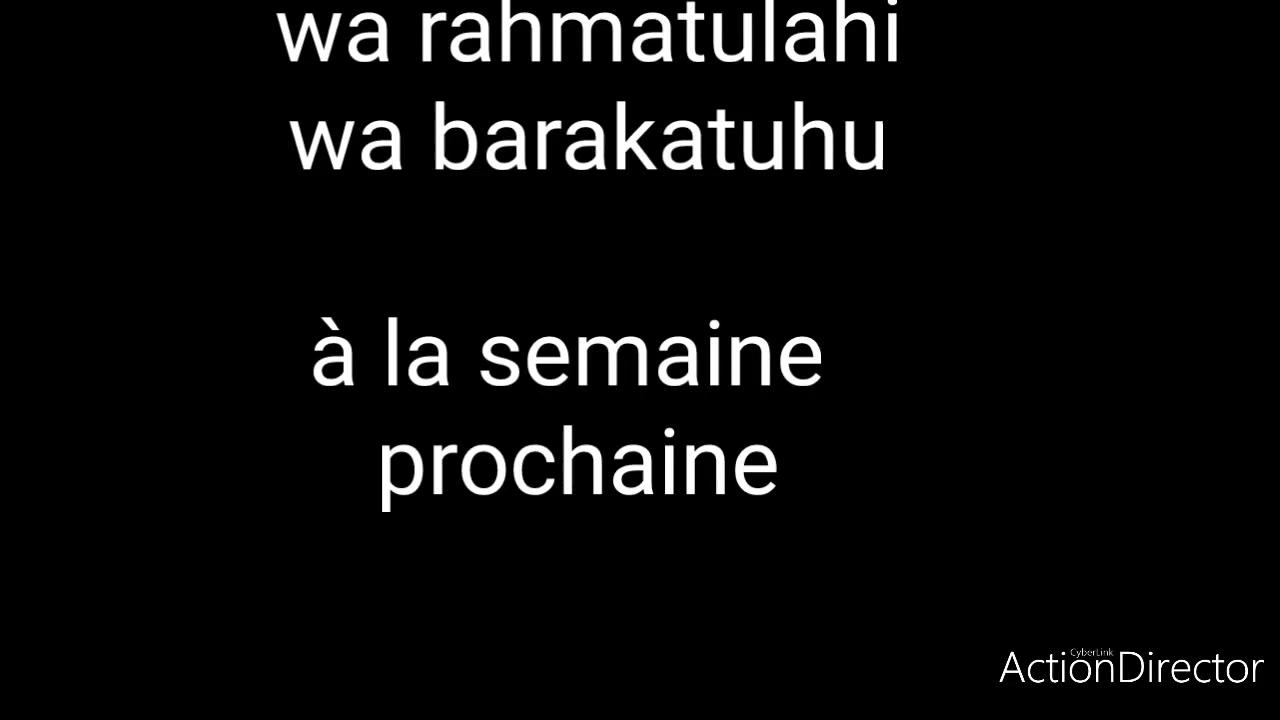 wa rahmatulahi
wa barakatuhu
à la semaine
prochaine
CyberLink
ActionDirector